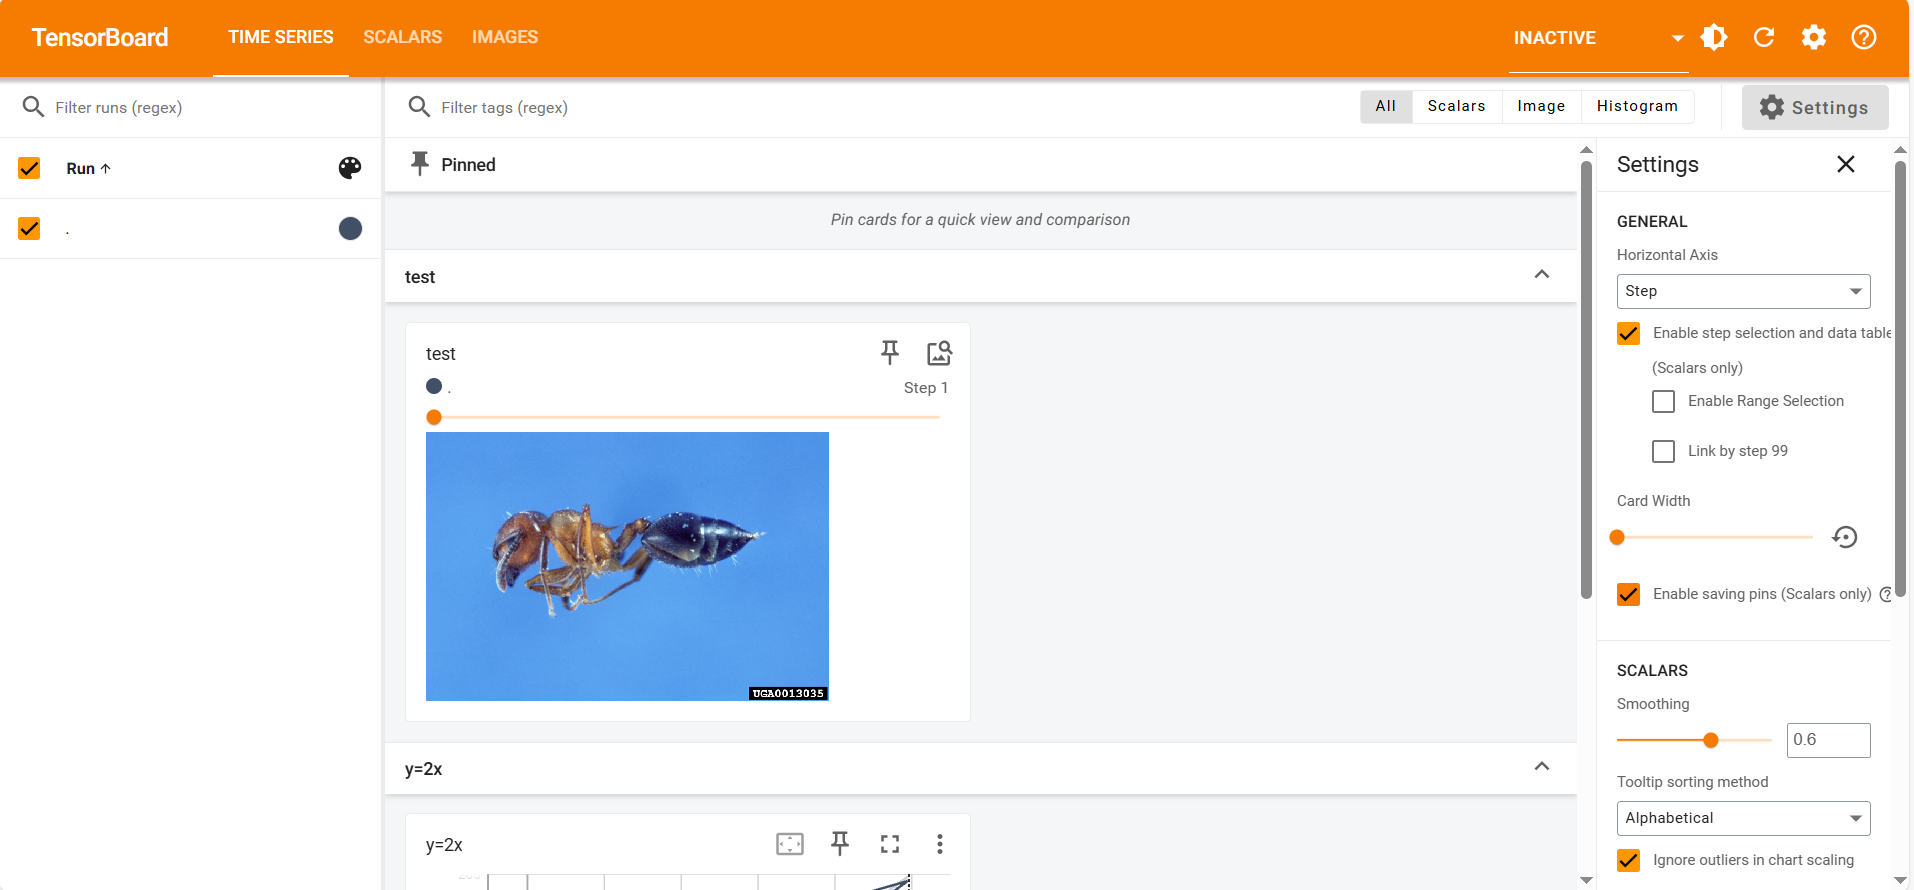 TensorBoard
TIME SERIES
SCALARS
IMAGES
INACTIVE
Filter runs (regex)
Filter tags (regex)
All
Scalars
Image
Histogram
Settings
Run
.
Pinned
Pin cards for a quick view and comparison
test
test
.
Step 1
UGA0013035
y=2x
y=2x
Settings
GENERAL
Horizontal Axis
Step
Enable step selection and data table
(Scalars only)
Enable Range Selection
Link by step 99
Card Width
Enable saving pins (Scalars only)
SCALARS
Smoothing
0.6
Tooltip sorting method
Alphabetical
Ignore outliers in chart scaling